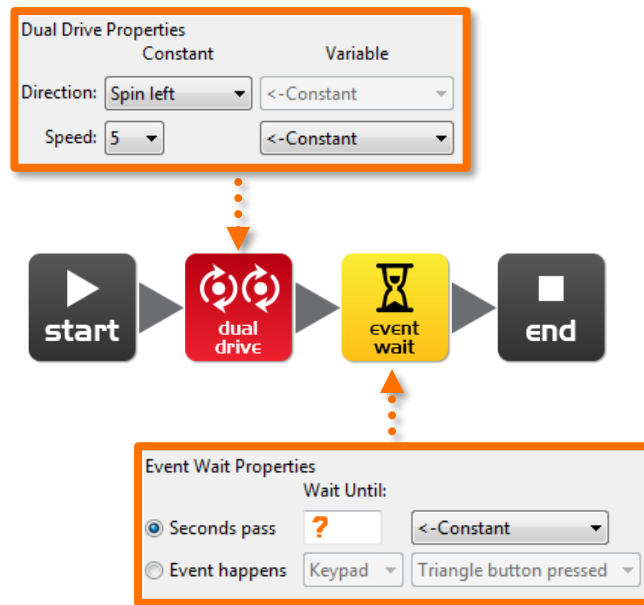 Dual Drive Properties
Constant Variable
Direction: Spin left <-Constant
Speed: 5 <-Constant
start
dual
drive
event
wait
end
Event Wait Properties
Wait Until:
Seconds pass ? <-Constant
Event happens Keypad Triangle button pressed